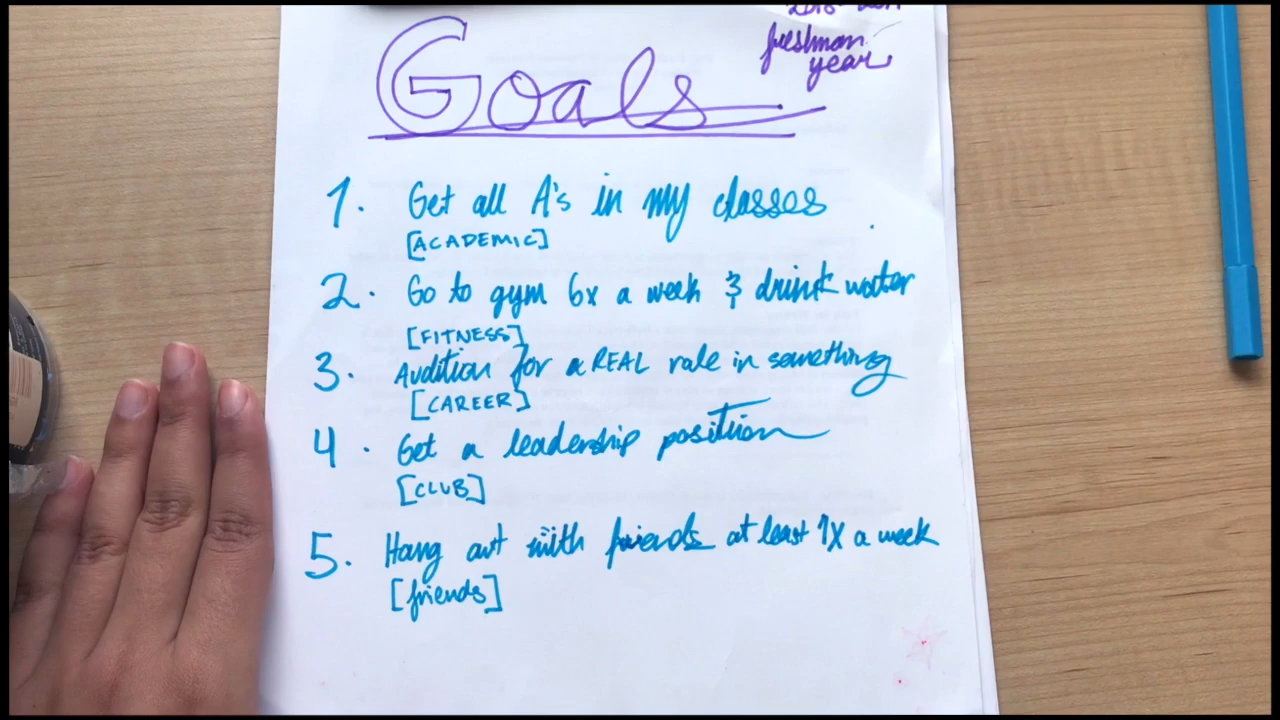 freshman
year
Goals
1. Get all A's in my classes
[ACADEMIC]
2. Go to gym 6x a week & drink water
[FITNESS]
3. Audition for a REAL role in something
[CAREER]
4. Get a leadership position
[CLUB]
5. Hang out with friends at least 1x a week
[friends]